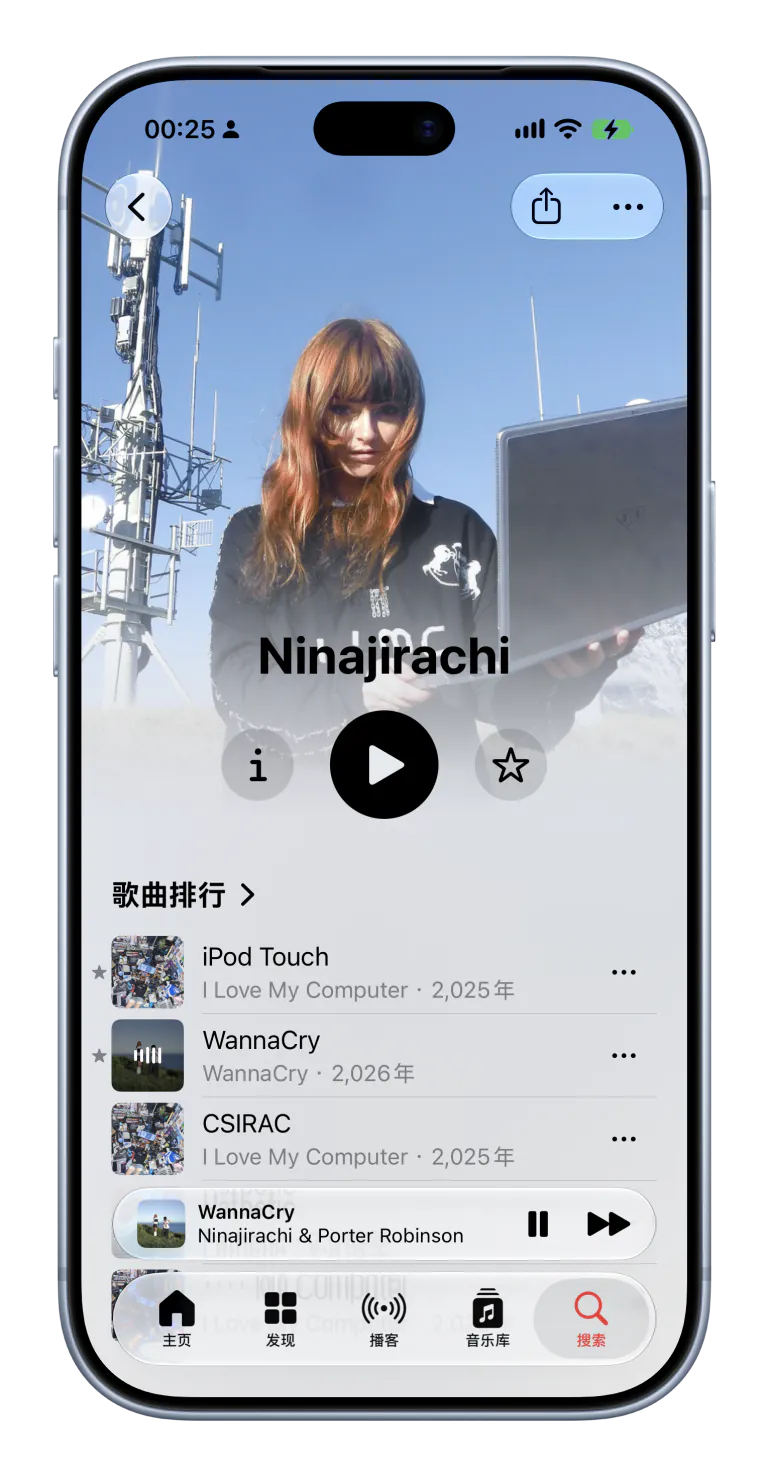 00:25
Ninajirachi
歌曲排行
iPod Touch
I Love My Computer · 2,025年
WannaCry
WannaCry · 2,026年
CSIRAC
I Love My Computer · 2,025年
WannaCry
Ninajirachi & Porter Robinson
主页
发现
播客
音乐库
搜索